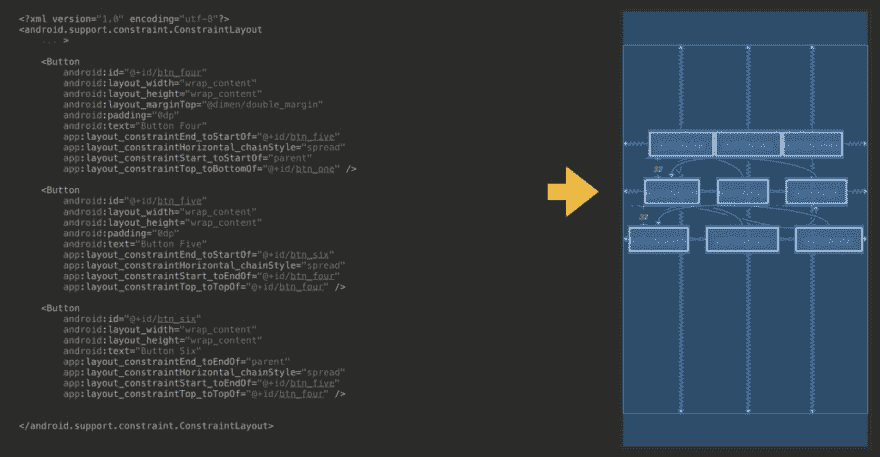 <?xml version="1.0" encoding="utf-8"?>
<android.support.constraint.ConstraintLayout
.... >
<Button
android:id="@+id/btn_four"
android:layout_width="wrap_content"
android:layout_height="wrap_content"
android:layout_marginTop="@dimen/double_margin"
android:padding="0dp"
android:text="Button Four"
app:layout_constraintEnd_toStartOf="@+id/btn_five"
app:layout_constraintHorizontal_chainStyle="spread"
app:layout_constraintStart_toStartOf="parent"
app:layout_constraintTop_toBottomOf="@+id/btn_one" />
<Button
android:id="@+id/btn_five"
android:layout_width="wrap_content"
android:layout_height="wrap_content"
android:padding="0dp"
android:text="Button Five"
app:layout_constraintEnd_toStartOf="@+id/btn_six"
app:layout_constraintHorizontal_chainStyle="spread"
app:layout_constraintStart_toEndOf="@+id/btn_four"
app:layout_constraintTop_toTopOf="@+id/btn_four" />
<Button
android:id="@+id/btn_six"
android:layout_width="wrap_content"
android:layout_height="wrap_content"
android:text="Button Six"
app:layout_constraintEnd_toEndOf="parent"
app:layout_constraintHorizontal_chainStyle="spread"
app:layout_constraintStart_toEndOf="@+id/btn_five"
app:layout_constraintTop_toTopOf="@+id/btn_four" />
</android.support.constraint.ConstraintLayout>
32
32